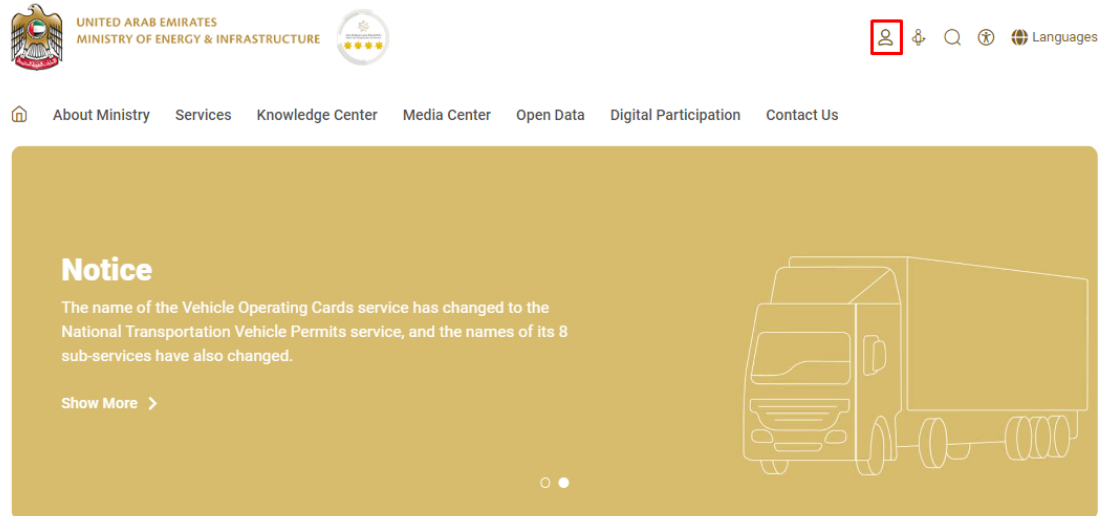 UNITED ARAB EMIRATES
MINISTRY OF ENERGY & INFRASTRUCTURE
Languages
About Ministry Services Knowledge Center Media Center Open Data Digital Participation Contact Us
Notice
The name of the Vehicle Operating Cards service has changed to the
National Transportation Vehicle Permits service, and the names of its 8
sub-services have also changed.
Show More